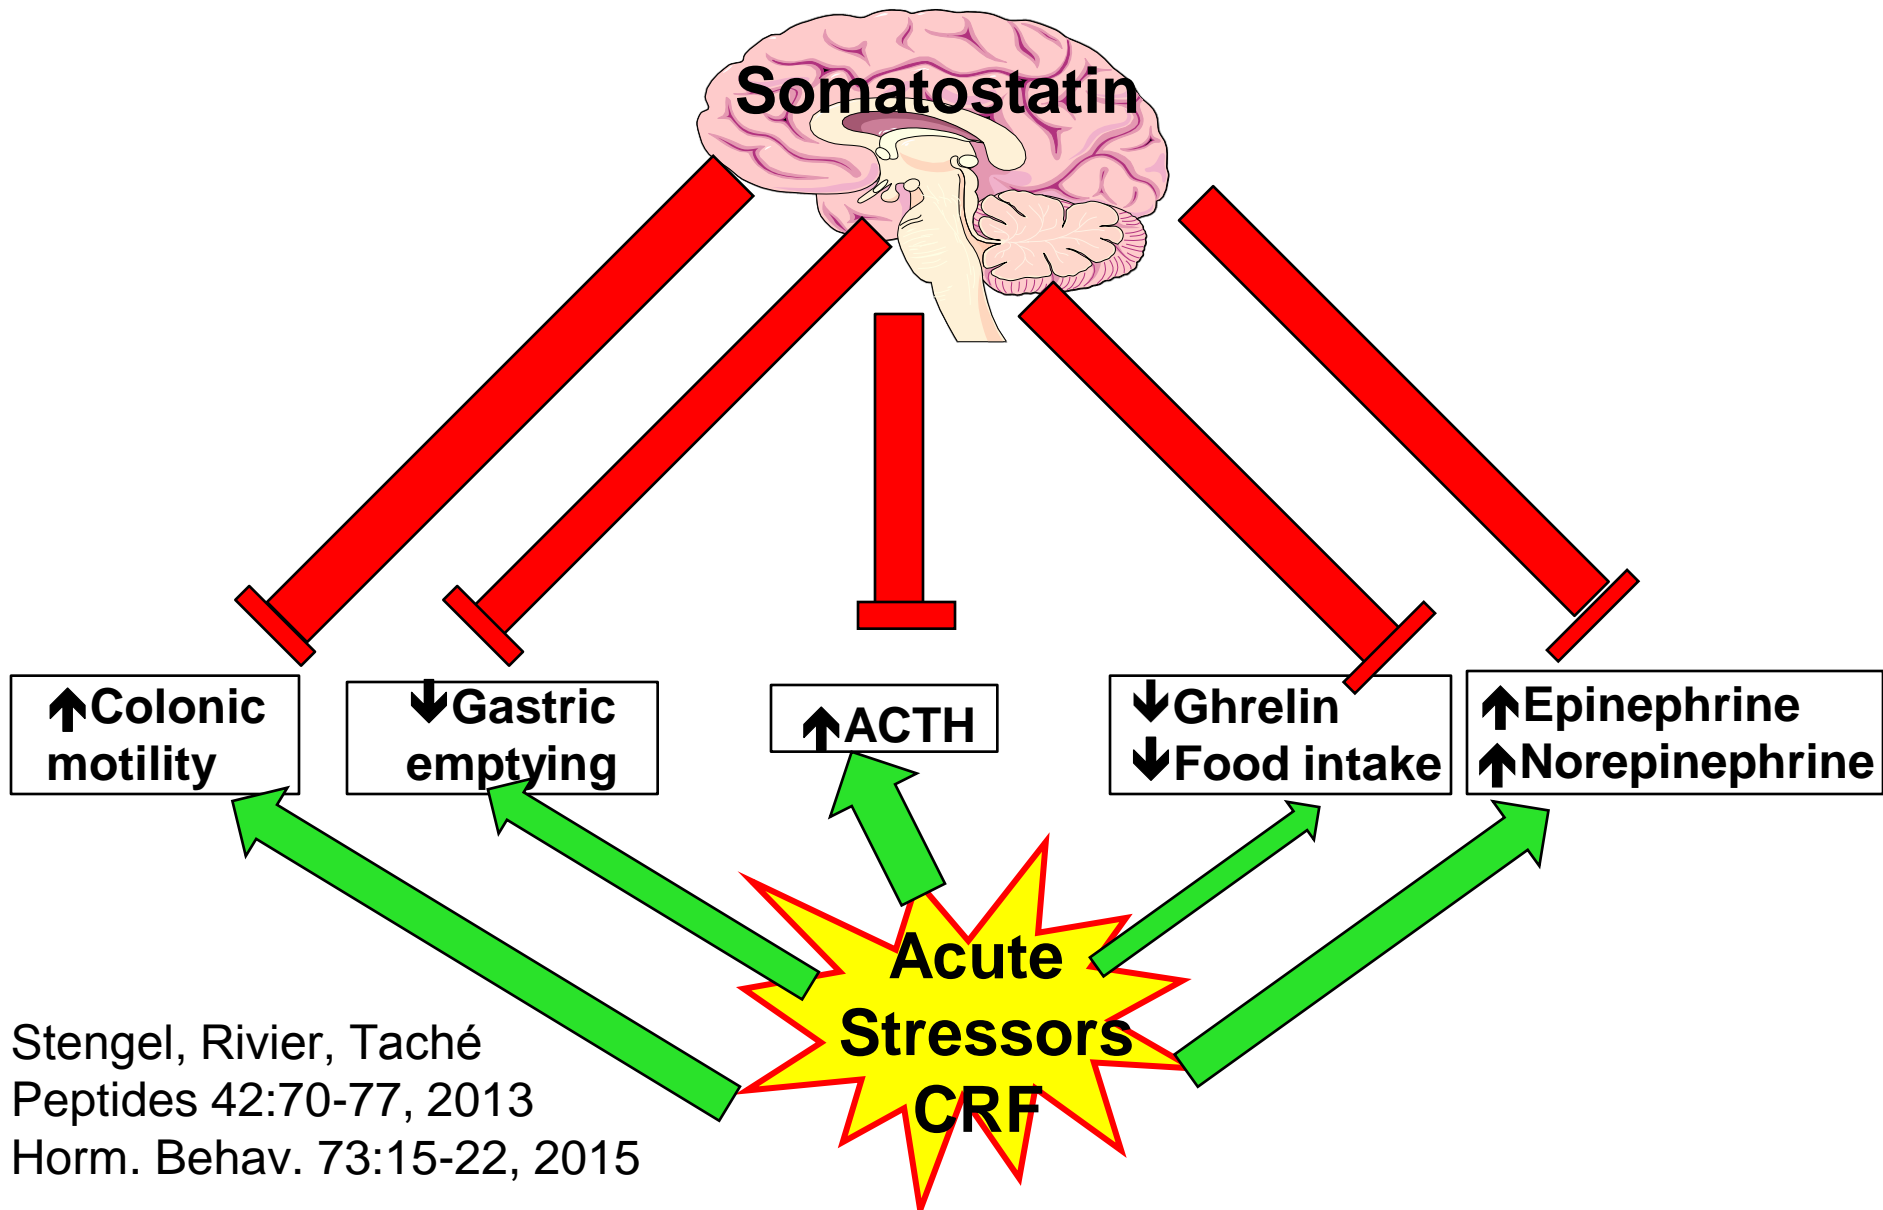 Somatostatin
🡹Colonic
motility
🡻Gastric
emptying
🡹ACTH
🡻Ghrelin
🡻Food intake
🡹Epinephrine
🡹Norepinephrine
Acute
Stressors
CRF
Stengel, Rivier, Taché
Peptides 42:70-77, 2013
Horm. Behav. 73:15-22, 2015